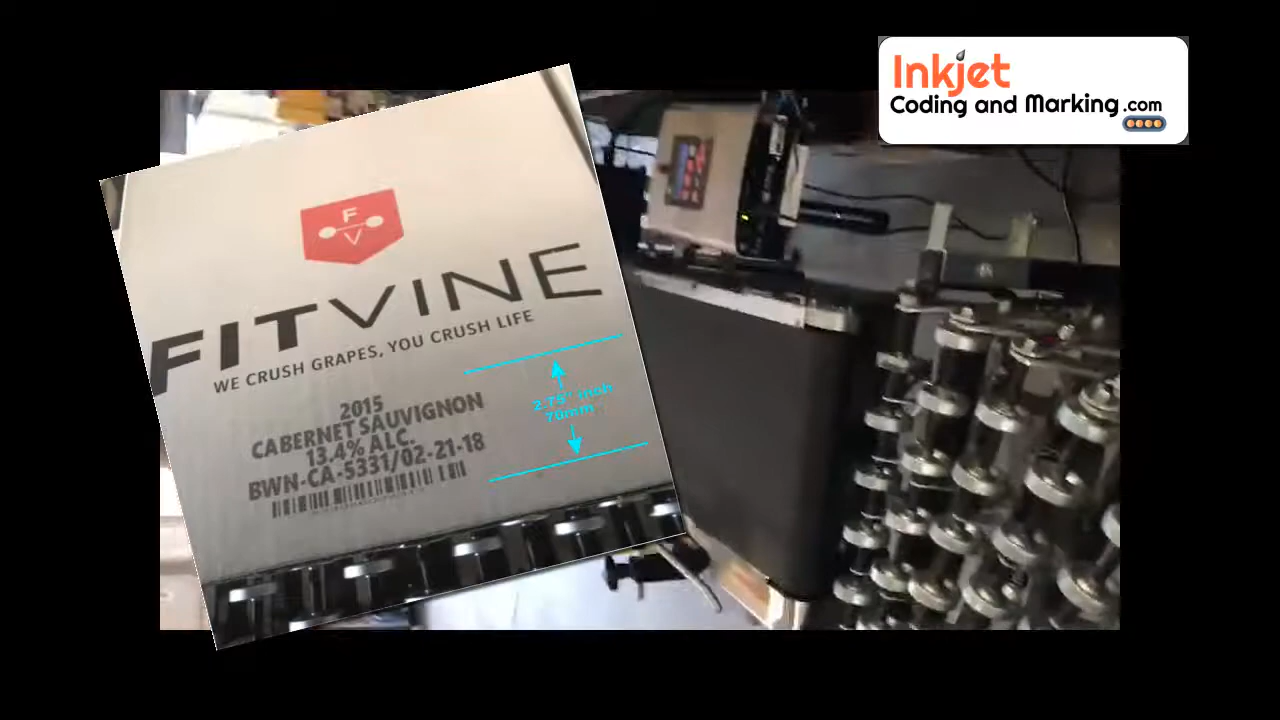 Inkjet
Coding and Marking.com
F
V
FITVINE
WE CRUSH GRAPES, YOU CRUSH LIFE
2015
CABERNET SAUVIGNON
13.4% ALC.
BWN-CA-5331/02-21-18
2.75" inch
70mm